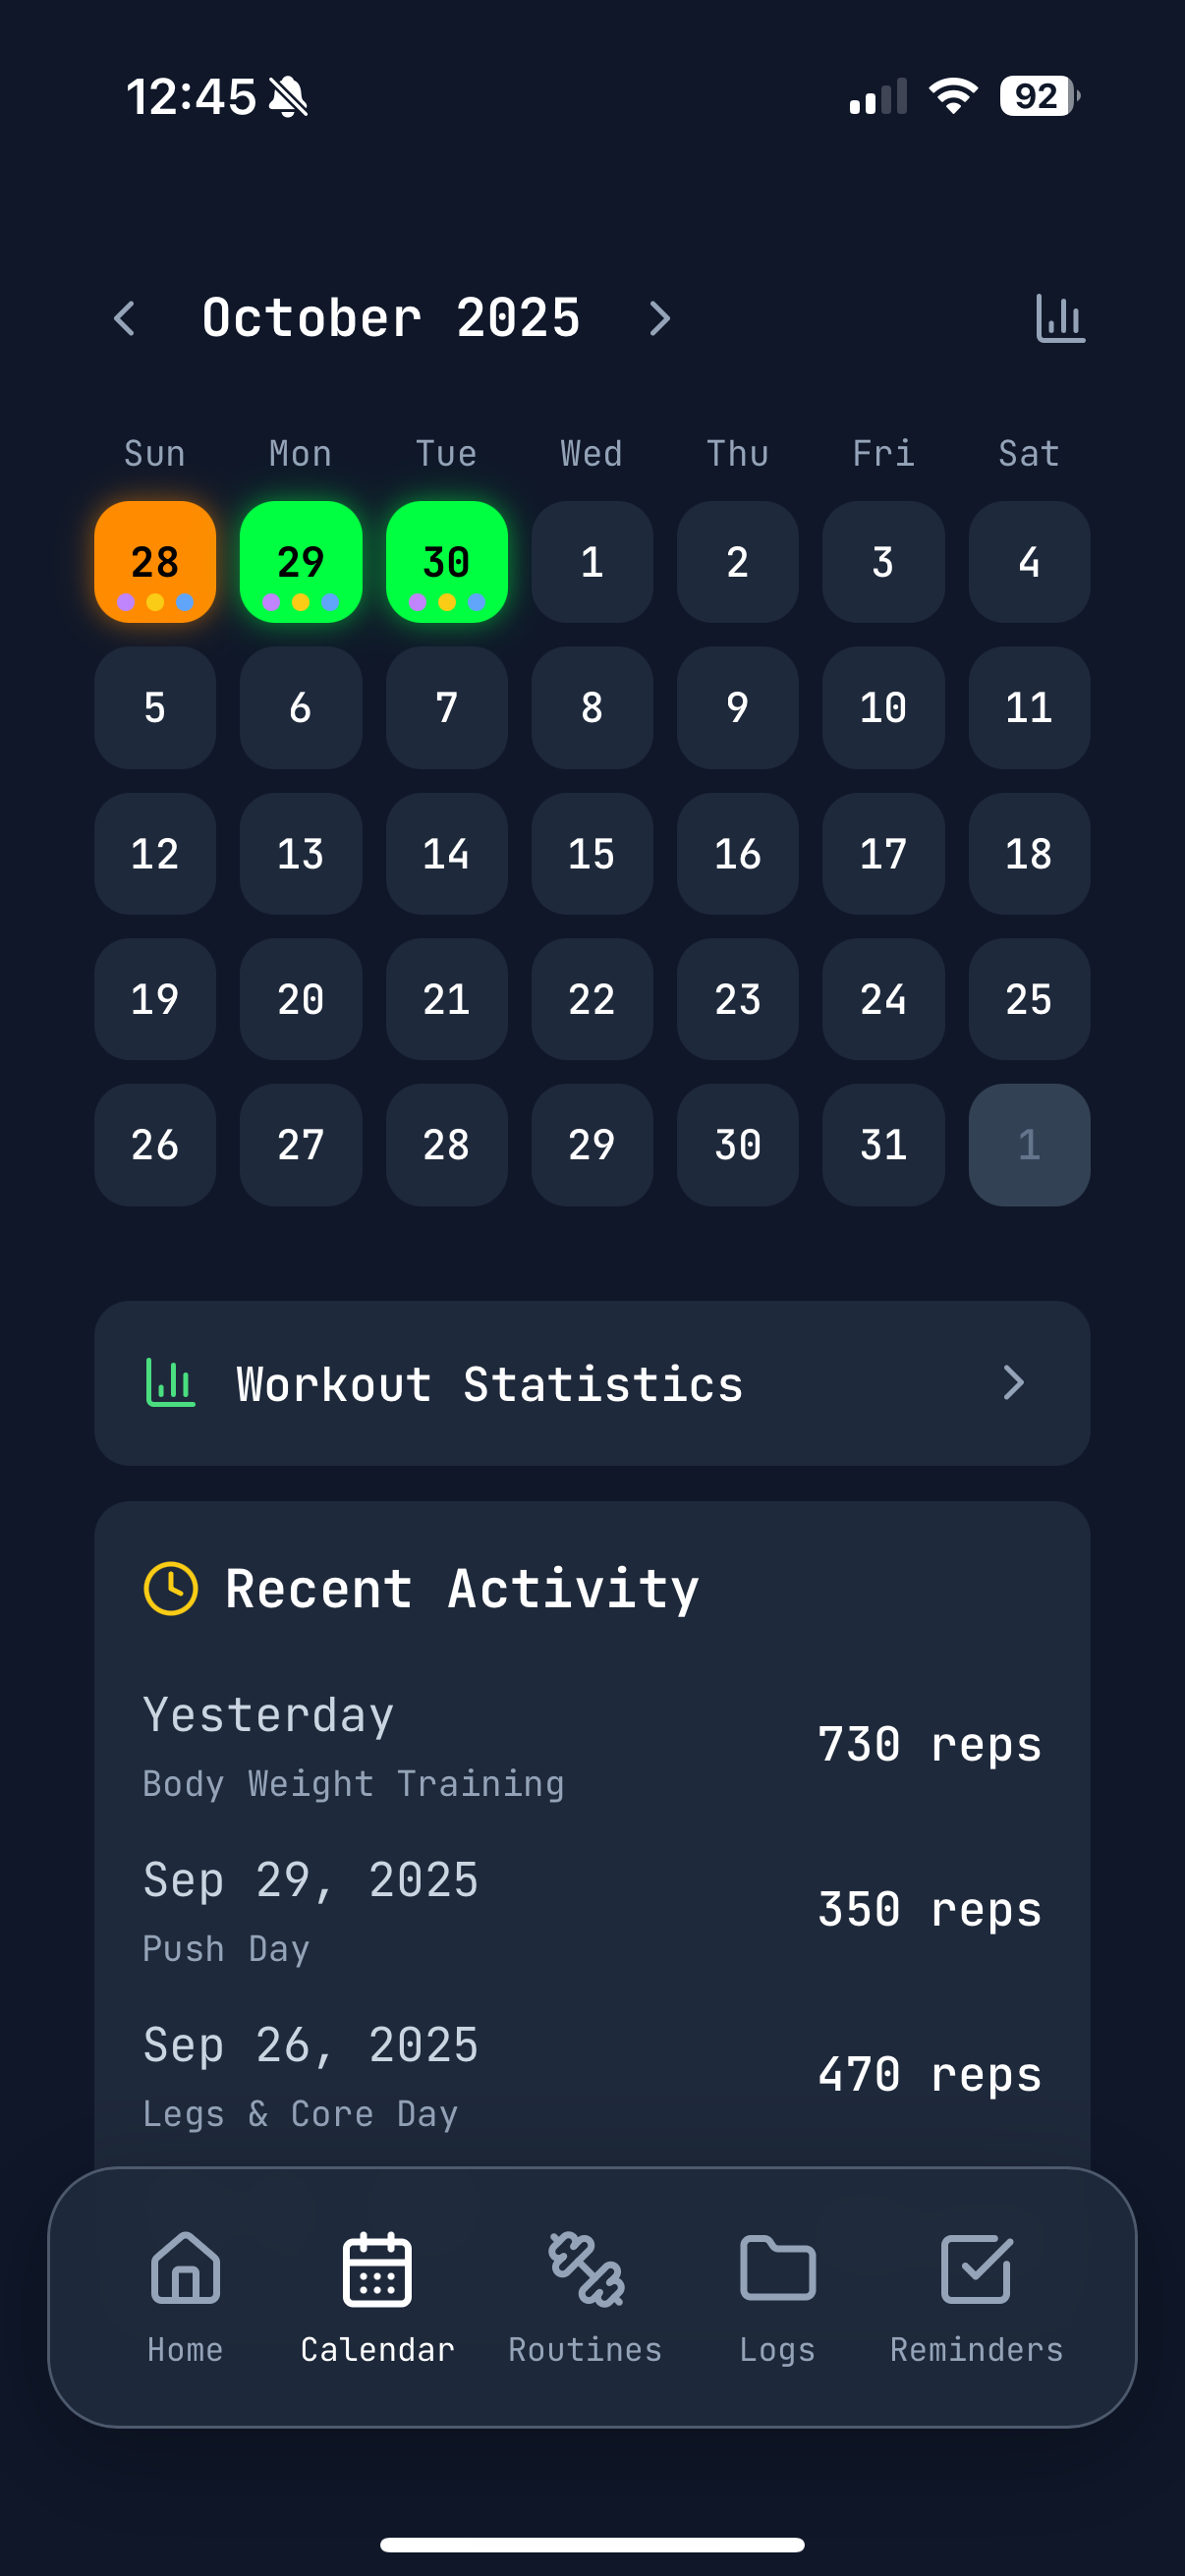 12:45 92
October 2025
Sun Mon Tue Wed Thu Fri Sat
28 29 30 1 2 3 4
5 6 7 8 9 10 11
12 13 14 15 16 17 18
19 20 21 22 23 24 25
26 27 28 29 30 31 1
Workout Statistics
Recent Activity
Yesterday
730 reps
Body Weight Training
Sep 29, 2025
350 reps
Push Day
Sep 26, 2025
470 reps
Legs & Core Day
Home Calendar Routines Logs Reminders